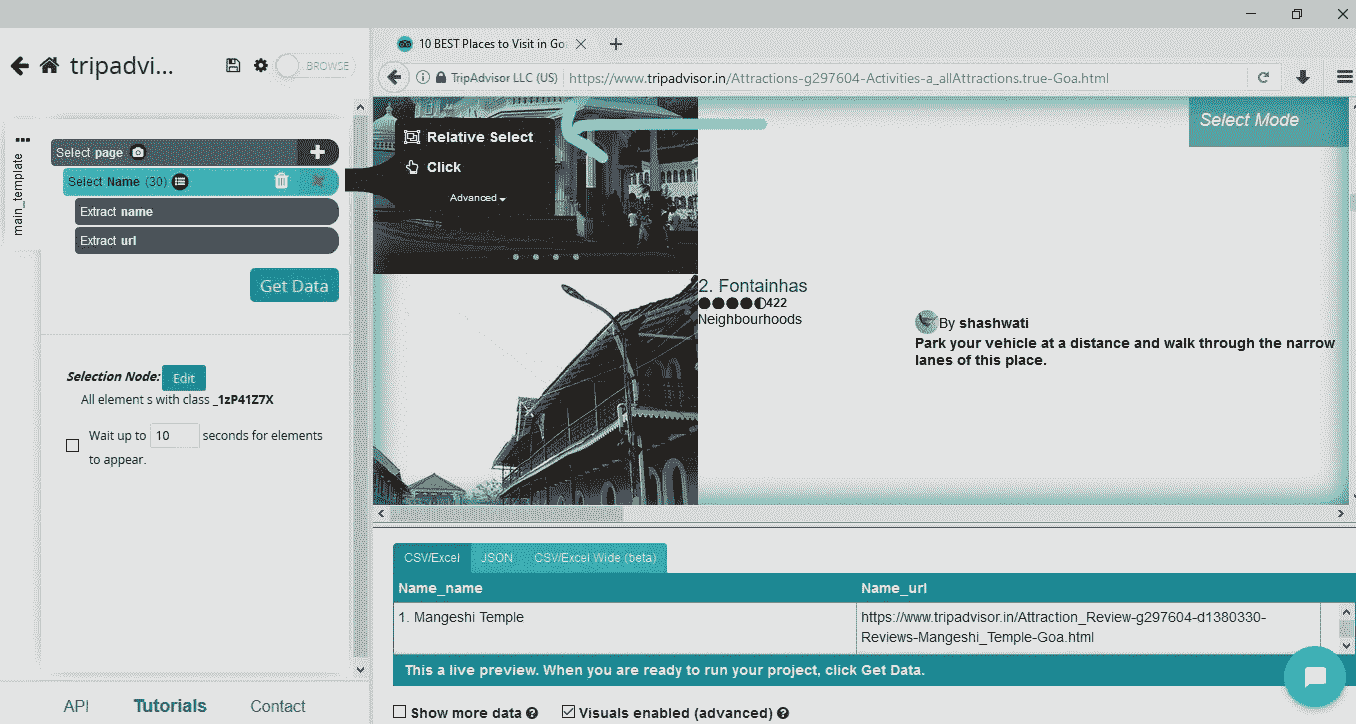 tripadvi...
BROWSE
main_template
Select page
Select Name (30)
Extract name
Extract url
Get Data
Selection Node: Edit
All element s with class _1zP41Z7X
Wait up to 10 seconds for elements
to appear.
API Tutorials Contact
10 BEST Places to Visit in Go
TripAdvisor LLC (US) https://www.tripadvisor.in/Attractions-g297604-Activities-a_allAttractions.true-Goa.html
Select Mode
Relative Select
Click
Advanced
2. Fontainhas
422
Neighbourhoods
By shashwati
Park your vehicle at a distance and walk through the narrow
lanes of this place.
CSV/Excel JSON CSV/Excel Wide (beta)
Name_name Name_url
1. Mangeshi Temple https://www.tripadvisor.in/Attraction_Review-g297604-d1380330-
Reviews-Mangeshi_Temple-Goa.html
This a live preview. When you are ready to run your project, click Get Data.
Show more data Visuals enabled (advanced)